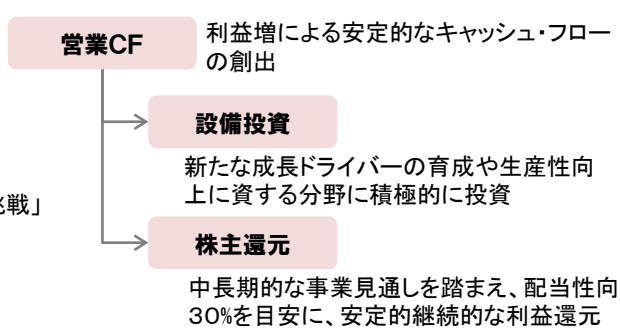 営業CF
利益増による安定的なキャッシュ・フロー
の創出
設備投資
新たな成長ドライバーの育成や生産性向
上に資する分野に積極的に投資
挑戦」
株主還元
中長期的な事業見通しを踏まえ、配当性向
30%を目安に、安定的継続的な利益還元